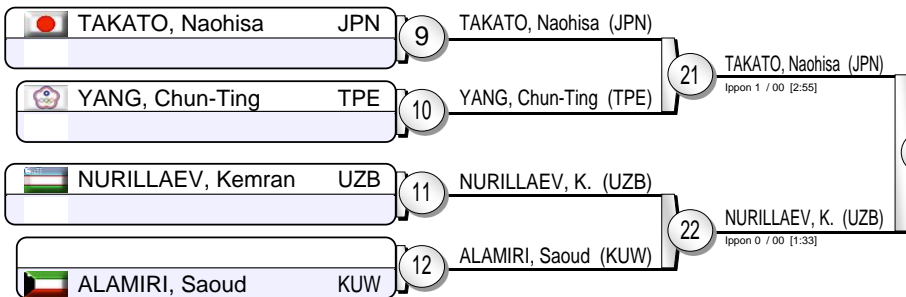 TAKATO, Naohisa JPN
9
TAKATO, Naohisa (JPN)
21
TAKATO, Naohisa (JPN)
Ippon 1 / 00 [2:55]
YANG, Chun-Ting TPE
10
YANG, Chun-Ting (TPE)
NURILLAEV, Kemran UZB
11
NURILLAEV, K. (UZB)
22
NURILLAEV, K. (UZB)
Ippon 0 / 00 [1:33]
ALAMIRI, Saoud KUW
12
ALAMIRI, Saoud (KUW)